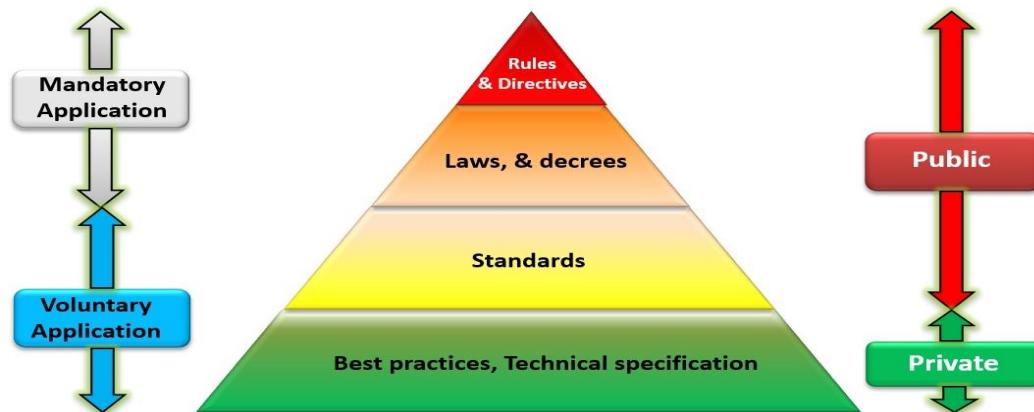 Rules
& Directives
Mandatory
Application
Laws, & decrees
Public
Standards
Voluntary
Application
Best practices, Technical specification
Private